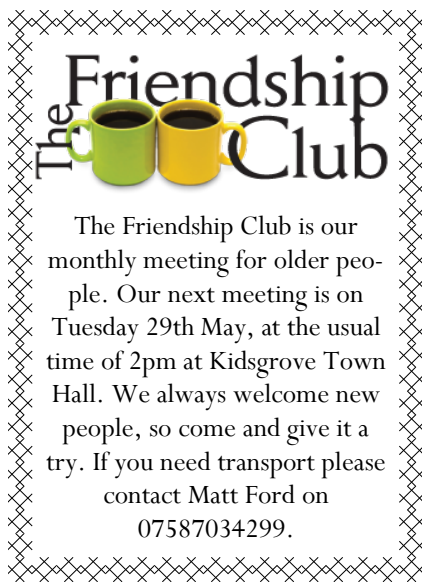 The Friendship Club
The Friendship Club is our
monthly meeting for older peo-
ple. Our next meeting is on
Tuesday 29th May, at the usual
time of 2pm at Kidsgrove Town
Hall. We always welcome new
people, so come and give it a
try. If you need transport please
contact Matt Ford on
07587034299.